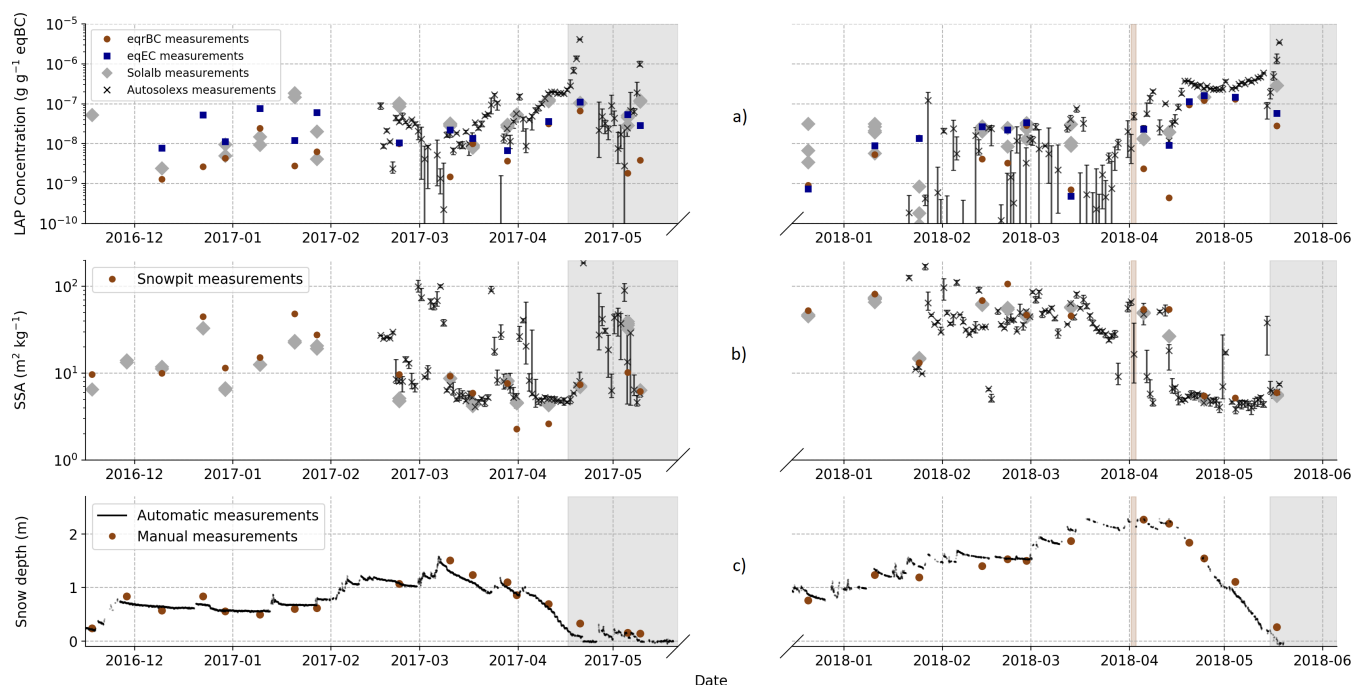 LAP Concentration (g g⁻¹ eqBC)
10⁻⁵
10⁻⁶
10⁻⁷
10⁻⁸
10⁻⁹
10⁻¹⁰
eqrBC measurements
eqEC measurements
Solalb measurements
Autosolexs measurements
a)
2016-12 2017-01 2017-02 2017-03 2017-04 2017-05 2018-01 2018-02 2018-03 2018-04 2018-05 2018-06
SSA (m² kg⁻¹)
10²
10¹
10⁰
Snowpit measurements
b)
2016-12 2017-01 2017-02 2017-03 2017-04 2017-05 2018-01 2018-02 2018-03 2018-04 2018-05 2018-06
Snow depth (m)
2
1
0
Automatic measurements
Manual measurements
c)
2016-12 2017-01 2017-02 2017-03 2017-04 2017-05 2018-01 2018-02 2018-03 2018-04 2018-05 2018-06
Date